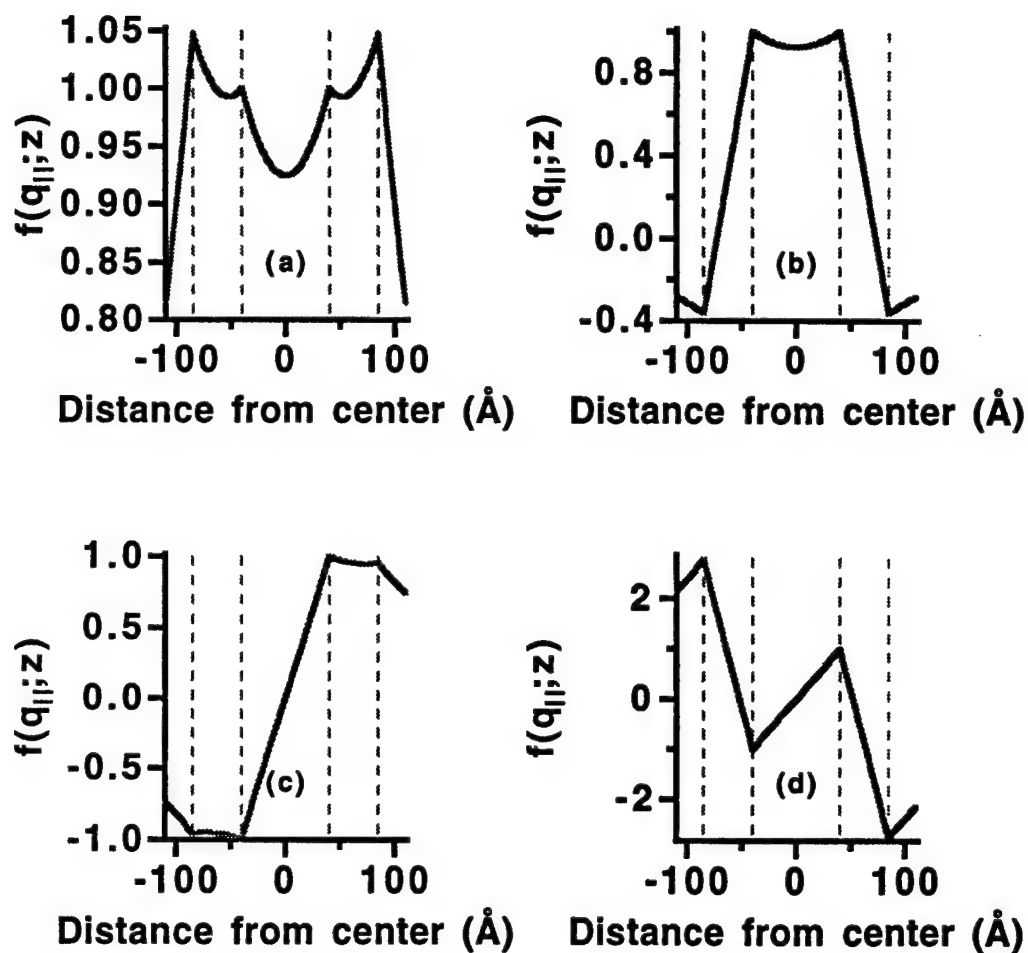 1.05
1.00
0.95
0.90
0.85
0.80
f(q||;z)
(a)
-100 0 100
Distance from center (Å)
0.8
0.4
0.0
-0.4
f(q||;z)
(b)
-100 0 100
Distance from center (Å)
1.0
0.5
0.0
-0.5
-1.0
f(q||;z)
(c)
-100 0 100
Distance from center (Å)
2
0
-2
f(q||;z)
(d)
-100 0 100
Distance from center (Å)